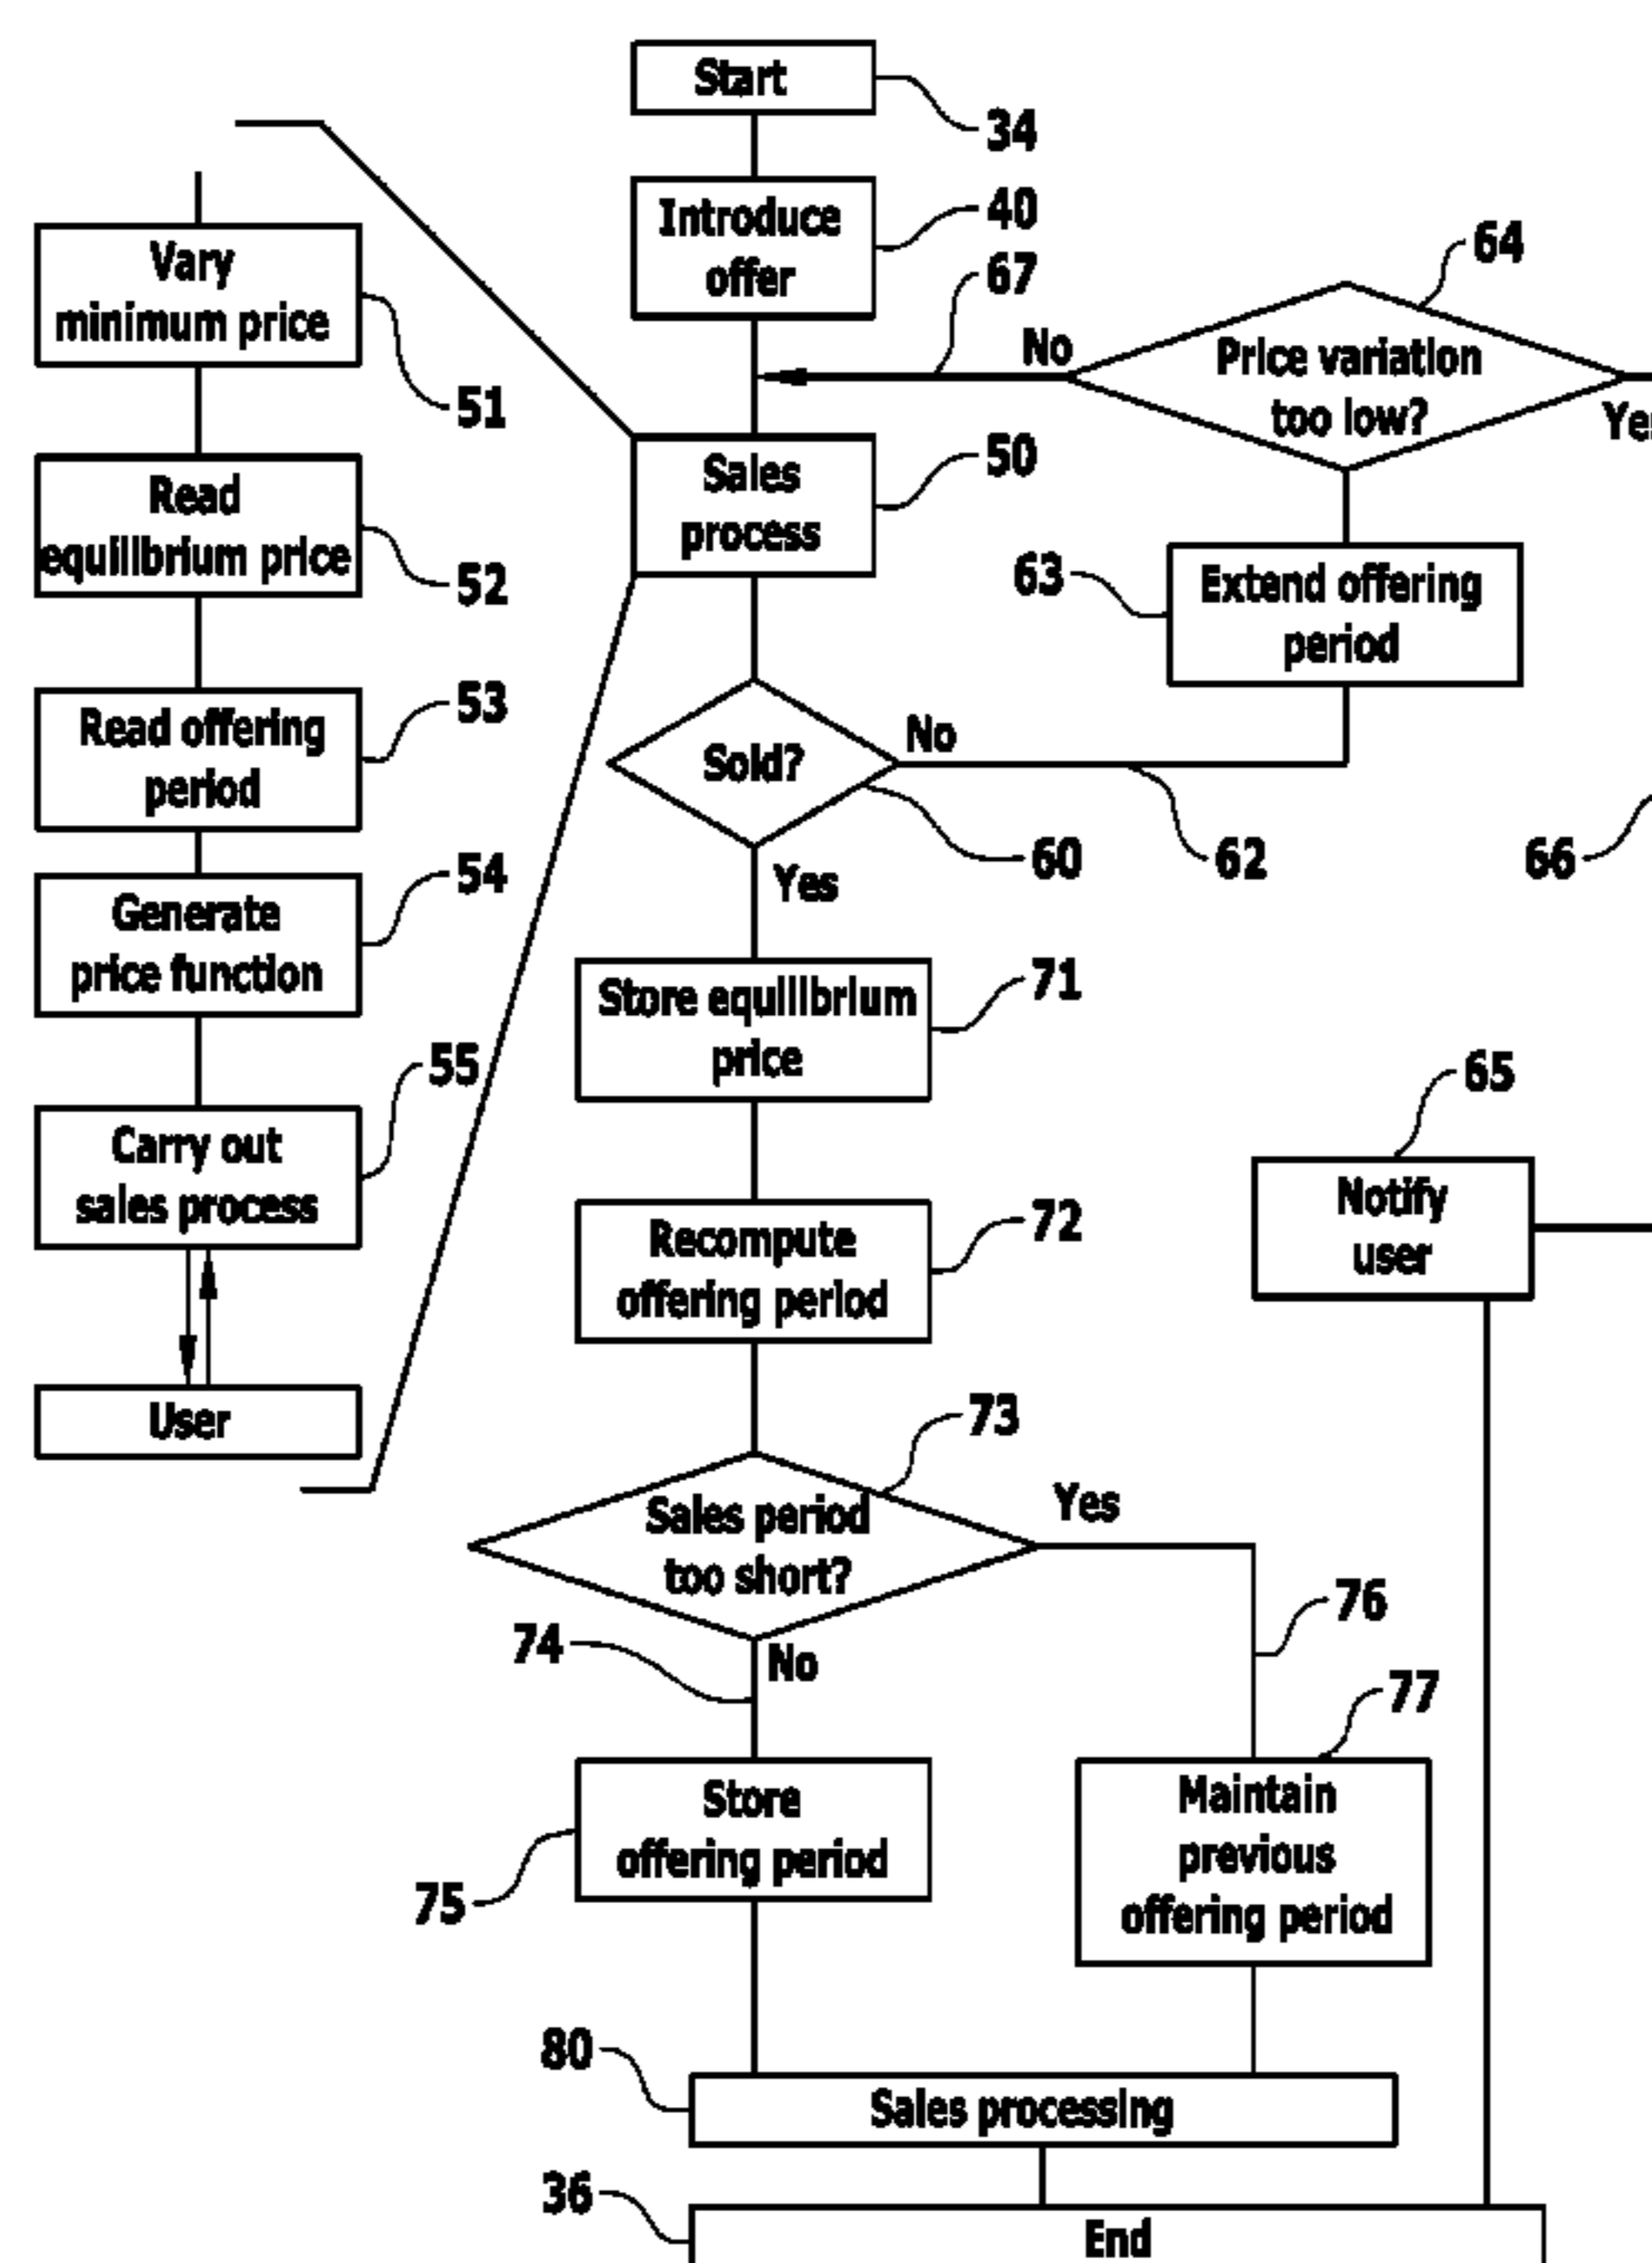 Start
34
Introduce
offer
40
67
64
No
Price variation
too low?
Yes
Vary
minimum price
51
Sales
process
50
Read
equilibrium price
52
63
Extend offering
period
Read offering
period
53
Sold?
No
60
62
66
Yes
Generate
price function
54
Store equilibrium
price
71
Carry out
sales process
55
65
Notify
user
Recompute
offering period
72
User
73
Sales period
too short?
Yes
76
74
No
77
Store
offering period
75
Maintain
previous
offering period
80
Sales processing
36
End